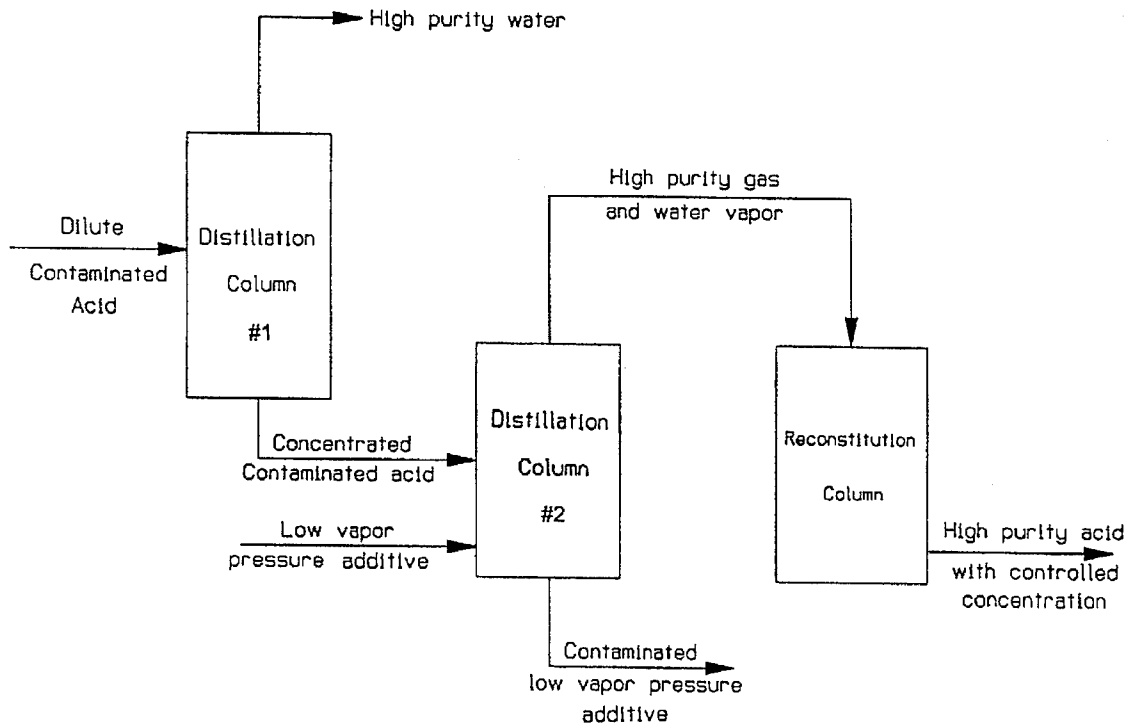 High purity water
Dilute
Contaminated
Acid
Distillation
Column
#1
High purity gas
and water vapor
Concentrated
Contaminated acid
Low vapor
pressure additive
Distillation
Column
#2
Reconstitution
Column
High purity acid
with controlled
concentration
Contaminated
low vapor pressure
additive